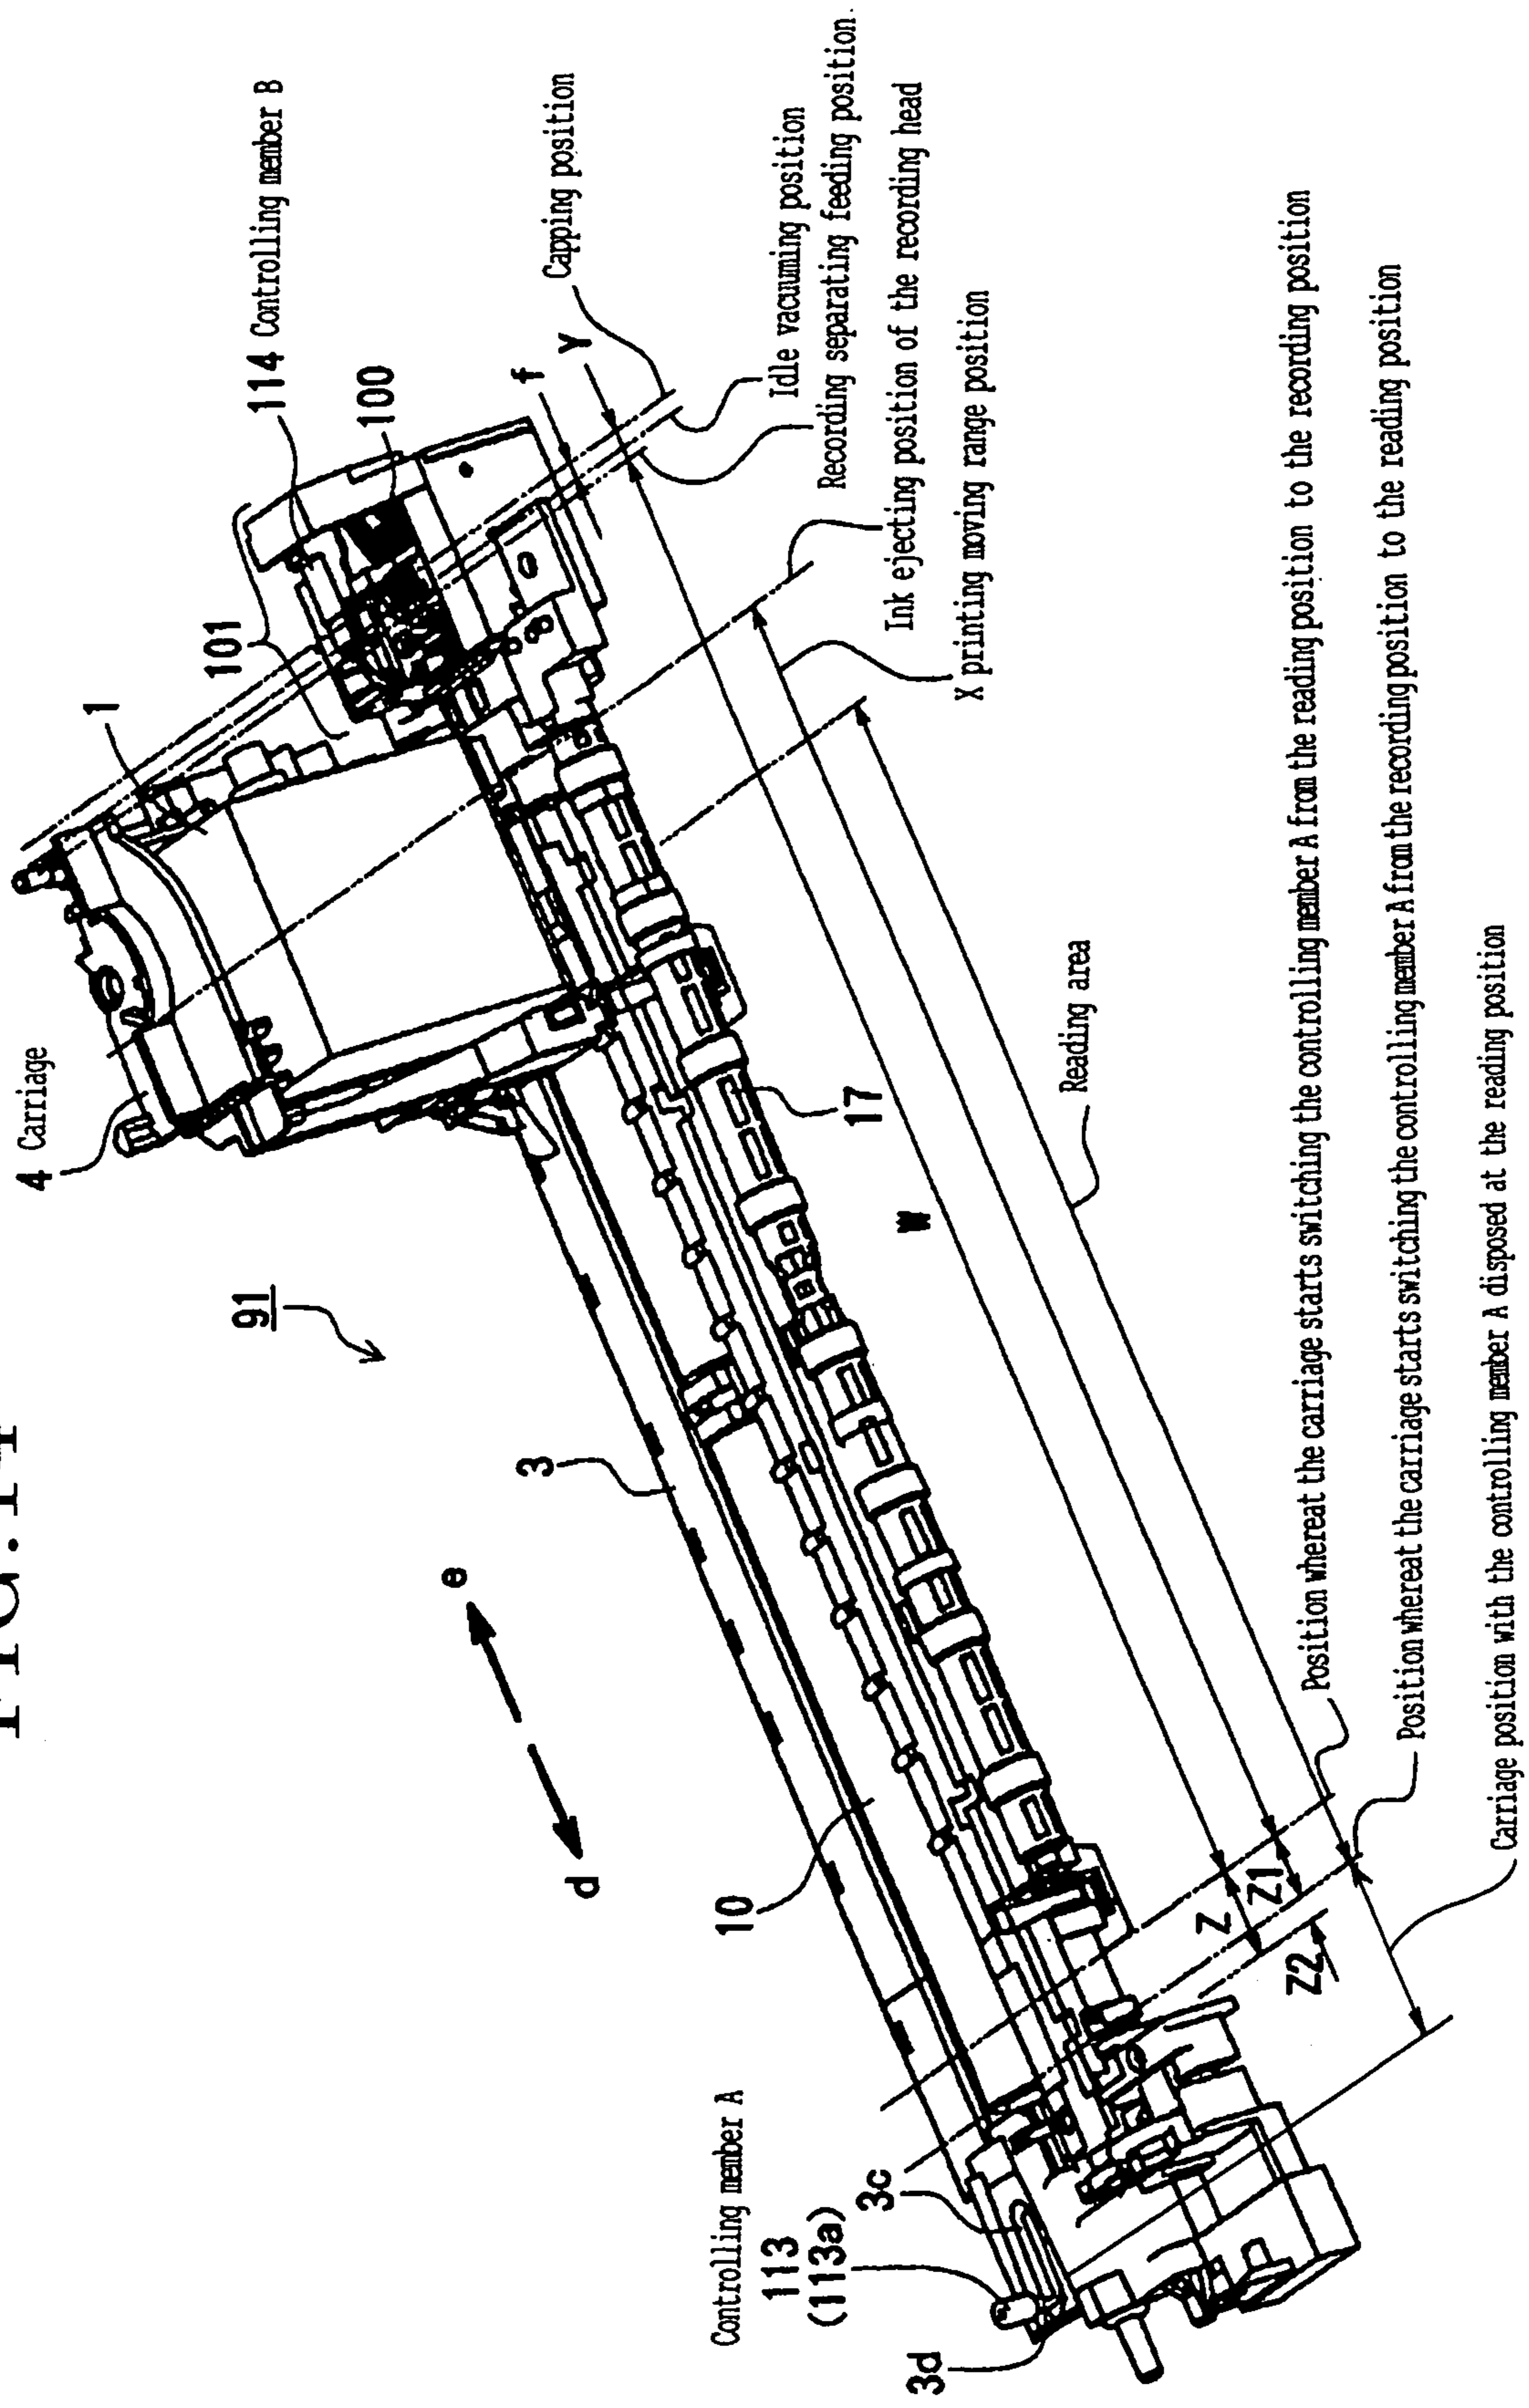 FIG. 14
4 Carriage
1
101
114 Controlling member B
100
Capping position
Y
f
Idle vacuuming position
Recording separating feeding position
Ink ejecting position of the recording head
X printing moving range position
91
3
17
W
Reading area
e
d
10
Z
Z1
Z2
Position whereat the carriage starts switching the controlling member A from the reading position to the recording position
Position whereat the carriage starts switching the controlling member A from the recording position to the reading position
Carriage position with the controlling member A disposed at the reading position
Controlling member A
113
(113a)
3c
3d